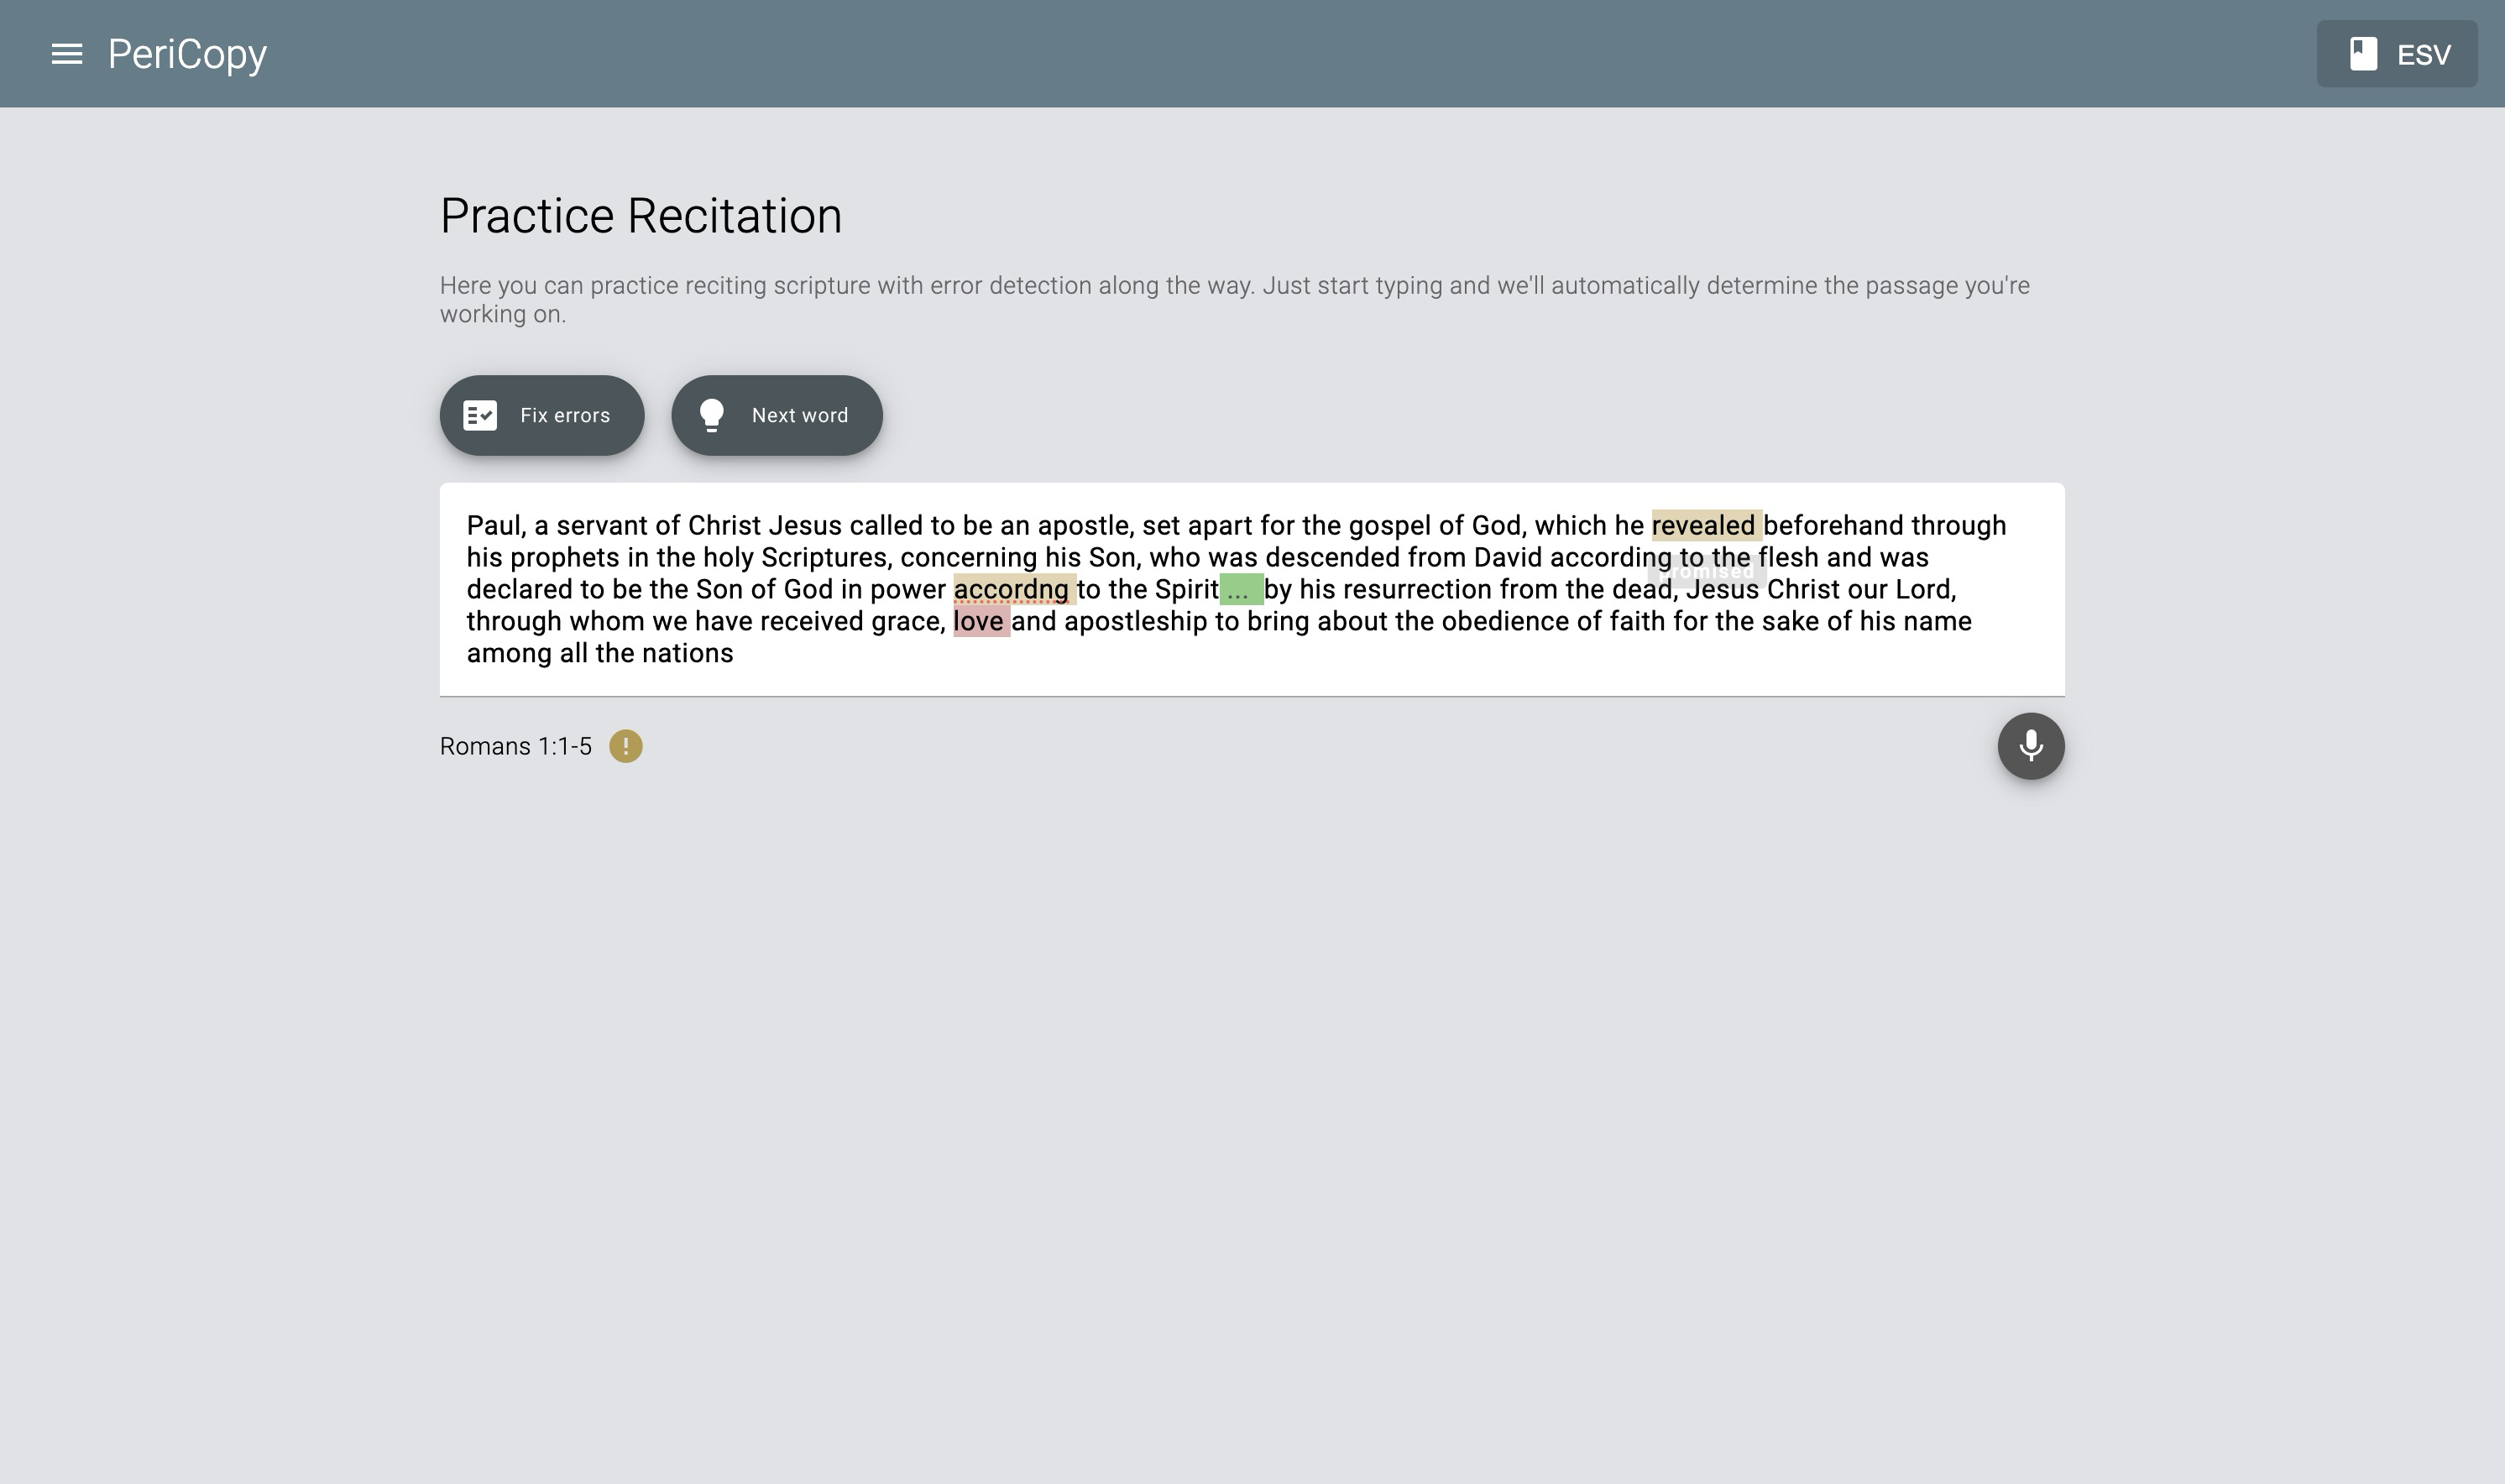 PeriCopy
ESV
Practice Recitation
Here you can practice reciting scripture with error detection along the way. Just start typing and we'll automatically determine the passage you're
working on.
Fix errors
Next word
Paul, a servant of Christ Jesus called to be an apostle, set apart for the gospel of God, which he revealed beforehand through
his prophets in the holy Scriptures, concerning his Son, who was descended from David according to the flesh and was
promised
declared to be the Son of God in power accordng to the Spirit ... by his resurrection from the dead, Jesus Christ our Lord,
through whom we have received grace, love and apostleship to bring about the obedience of faith for the sake of his name
among all the nations
Romans 1:1-5